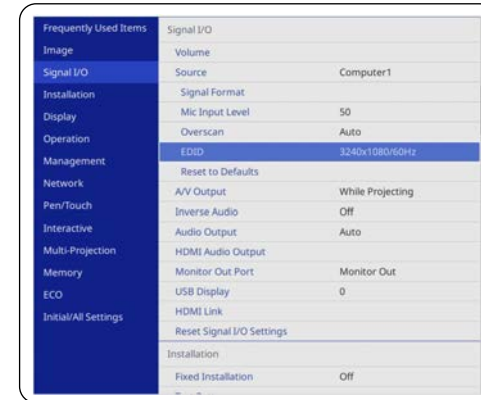 Frequently Used Items
Image
Signal I/O
Installation
Display
Operation
Management
Network
Pen/Touch
Interactive
Multi-Projection
Memory
ECO
Initial/All Settings
Signal I/O
Volume
Source Computer1
Signal Format
Mic Input Level 50
Overscan Auto
EDID 3240x1080/60Hz
Reset to Defaults
A/V Output While Projecting
Inverse Audio Off
Audio Output Auto
HDMI Audio Output
Monitor Out Port Monitor Out
USB Display 0
HDMI Link
Reset Signal I/O Settings
Installation
Fixed Installation Off